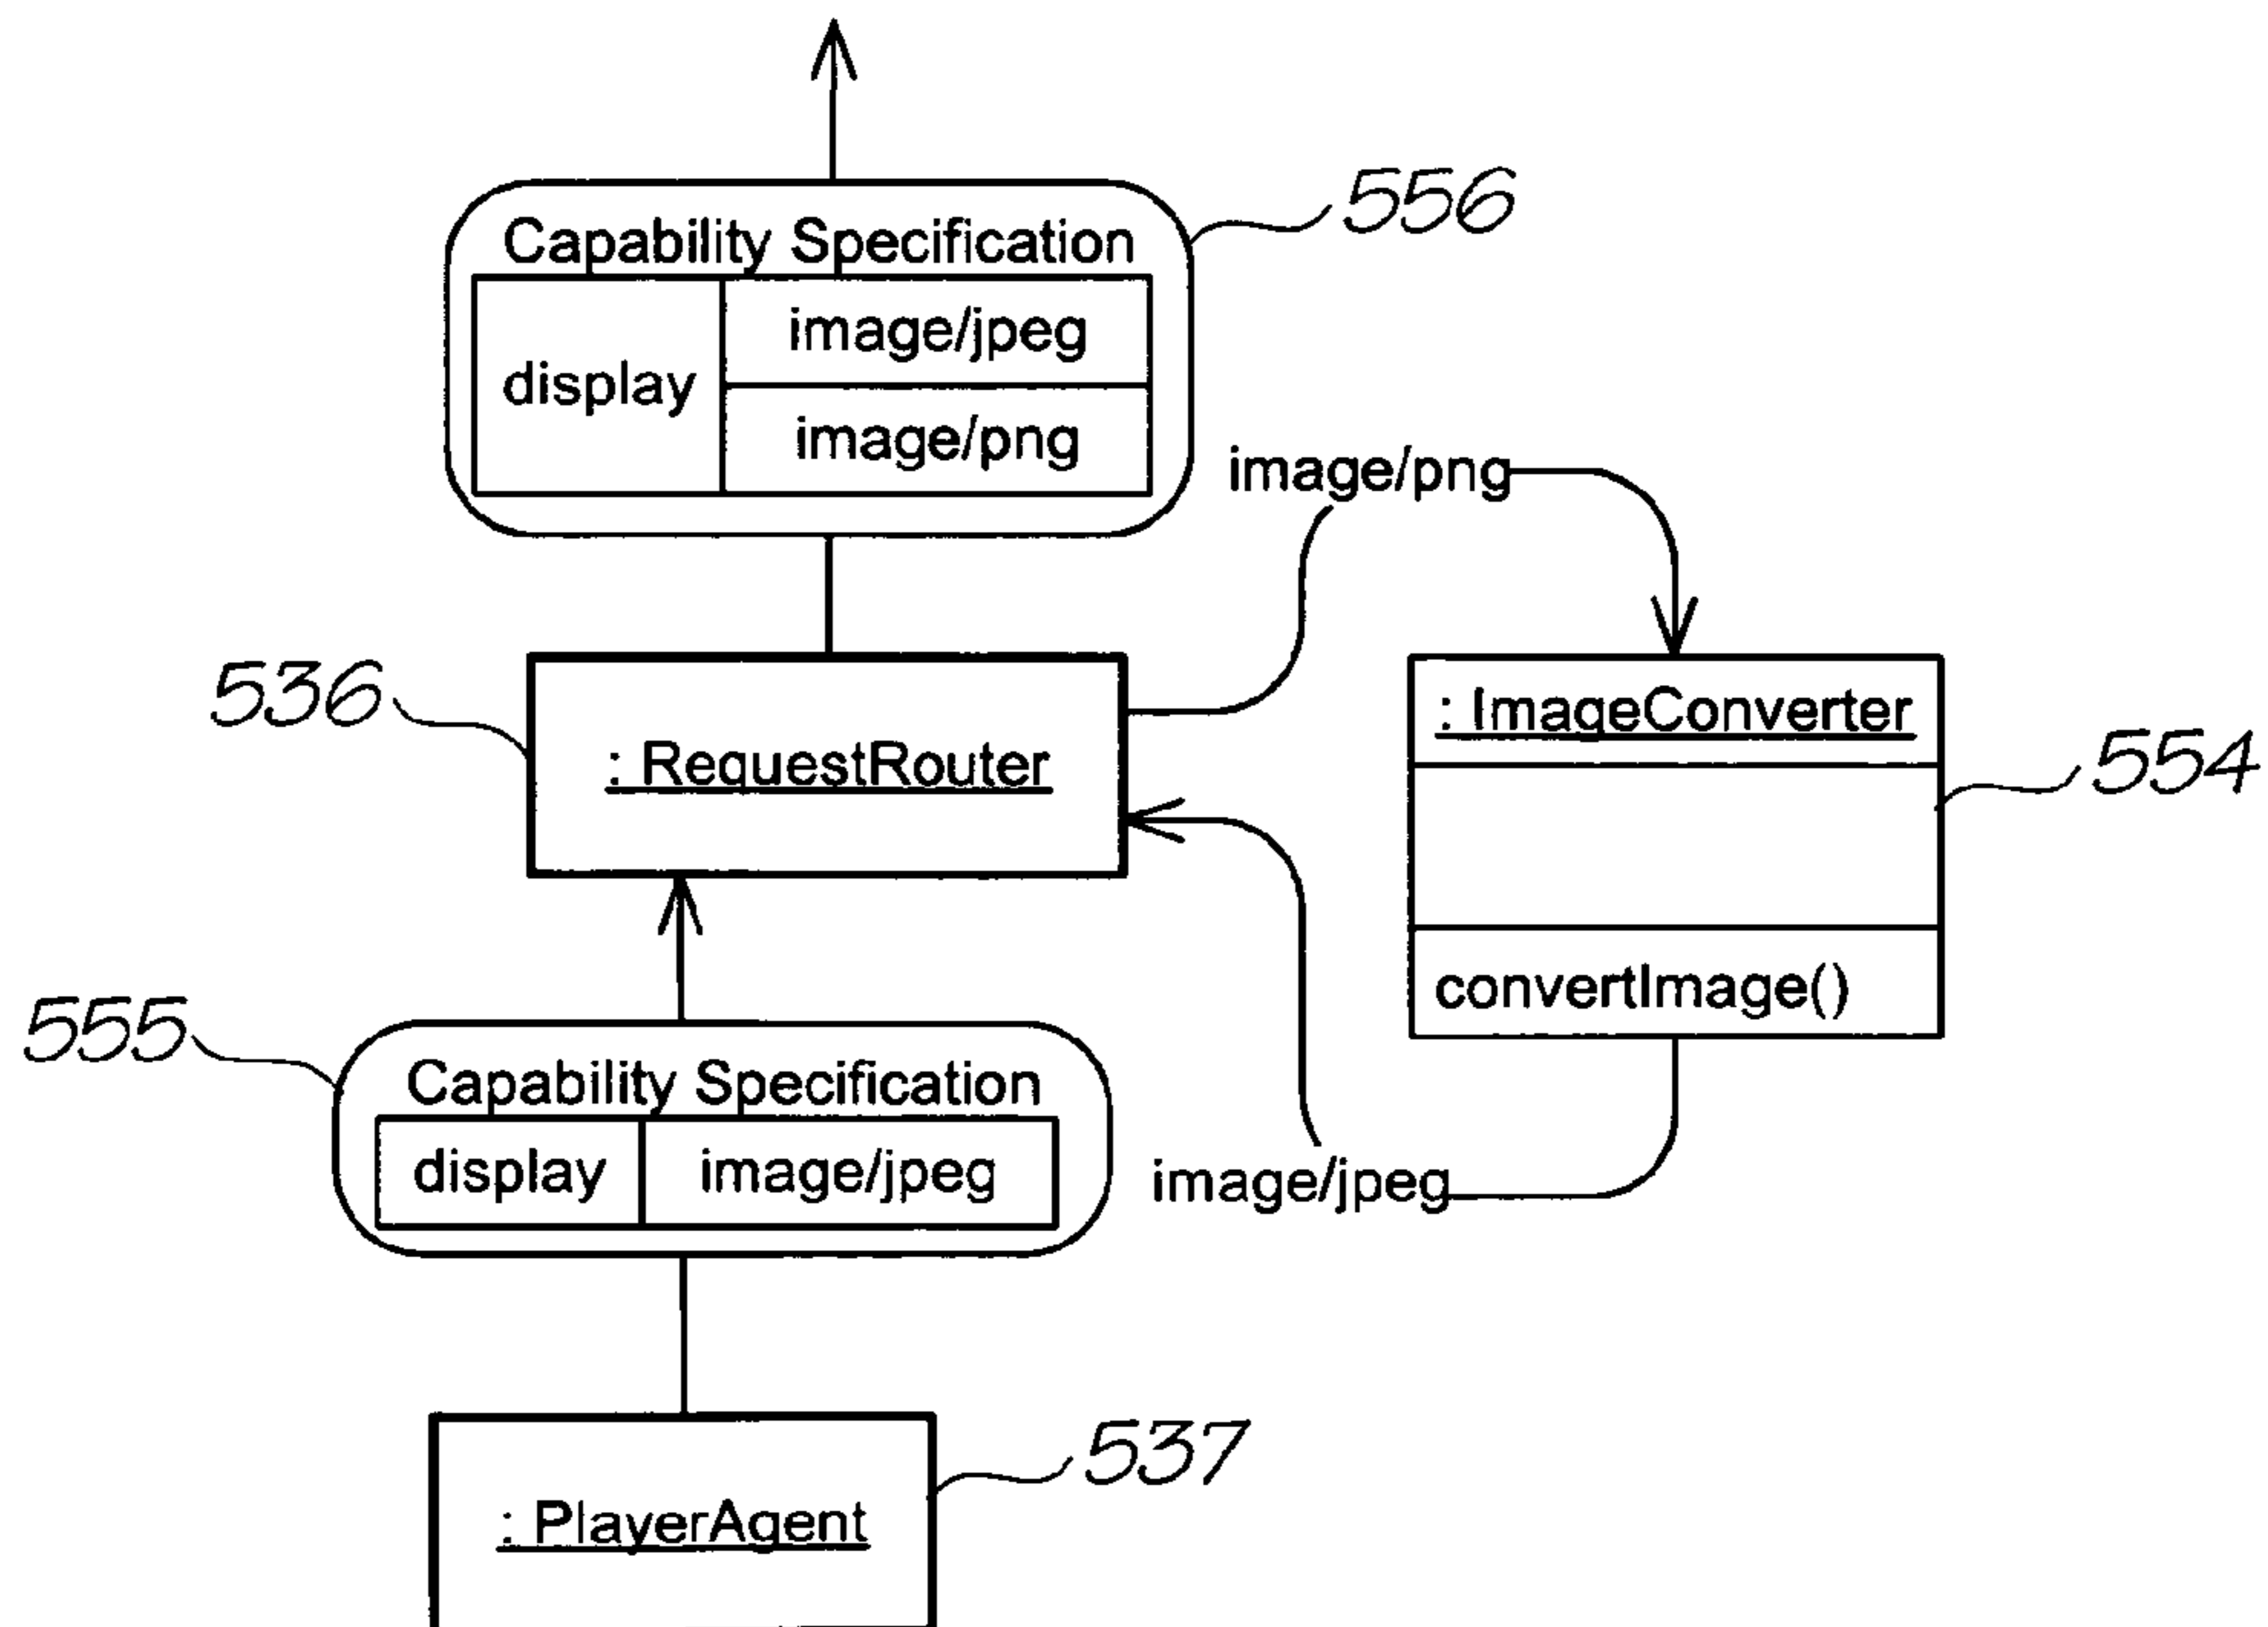 556
Capability Specification
display
image/jpeg
image/png
image/png
536
: RequestRouter
: ImageConverter
554
convertImage()
555
Capability Specification
display
image/jpeg
image/jpeg
537
: PlayerAgent